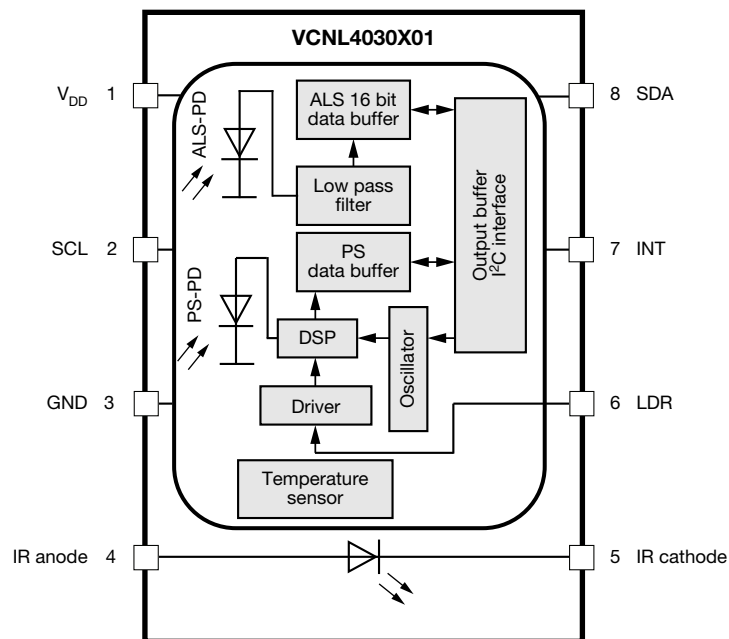 VCNL4030X01
V_DD 1
8 SDA
ALS-PD
ALS 16 bit
data buffer
Low pass
filter
Output buffer
I²C interface
SCL 2
7 INT
PS-PD
PS
data buffer
DSP
Oscillator
GND 3
Driver
6 LDR
Temperature
sensor
IR anode 4
5 IR cathode